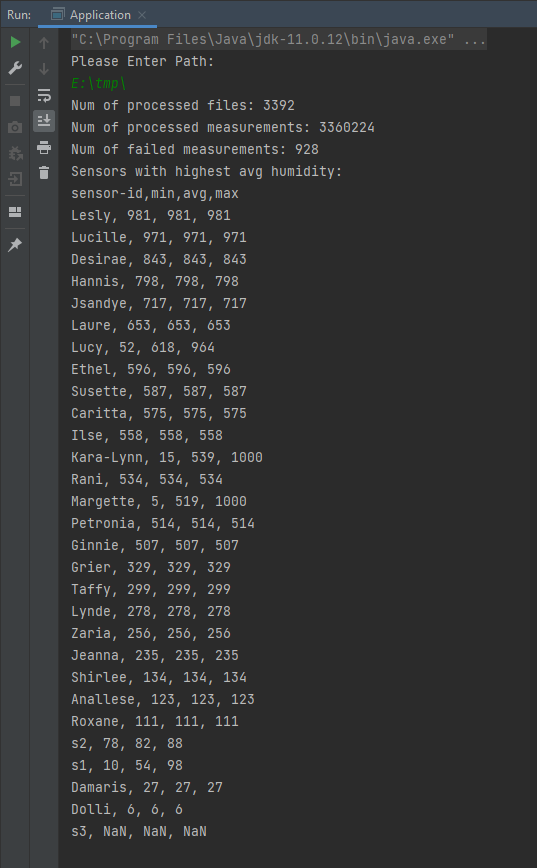 Run: Application
"C:\Program Files\Java\jdk-11.0.12\bin\java.exe" ...
Please Enter Path:
E:\tmp\
Num of processed files: 3392
Num of processed measurements: 3360224
Num of failed measurements: 928
Sensors with highest avg humidity:
sensor-id,min,avg,max
Lesly, 981, 981, 981
Lucille, 971, 971, 971
Desirae, 843, 843, 843
Hannis, 798, 798, 798
Jsandye, 717, 717, 717
Laure, 653, 653, 653
Lucy, 52, 618, 964
Ethel, 596, 596, 596
Susette, 587, 587, 587
Caritta, 575, 575, 575
Ilse, 558, 558, 558
Kara-Lynn, 15, 539, 1000
Rani, 534, 534, 534
Margette, 5, 519, 1000
Petronia, 514, 514, 514
Ginnie, 507, 507, 507
Grier, 329, 329, 329
Taffy, 299, 299, 299
Lynde, 278, 278, 278
Zaria, 256, 256, 256
Jeanna, 235, 235, 235
Shirlee, 134, 134, 134
Anallese, 123, 123, 123
Roxane, 111, 111, 111
s2, 78, 82, 88
s1, 10, 54, 98
Damaris, 27, 27, 27
Dolli, 6, 6, 6
s3, NaN, NaN, NaN